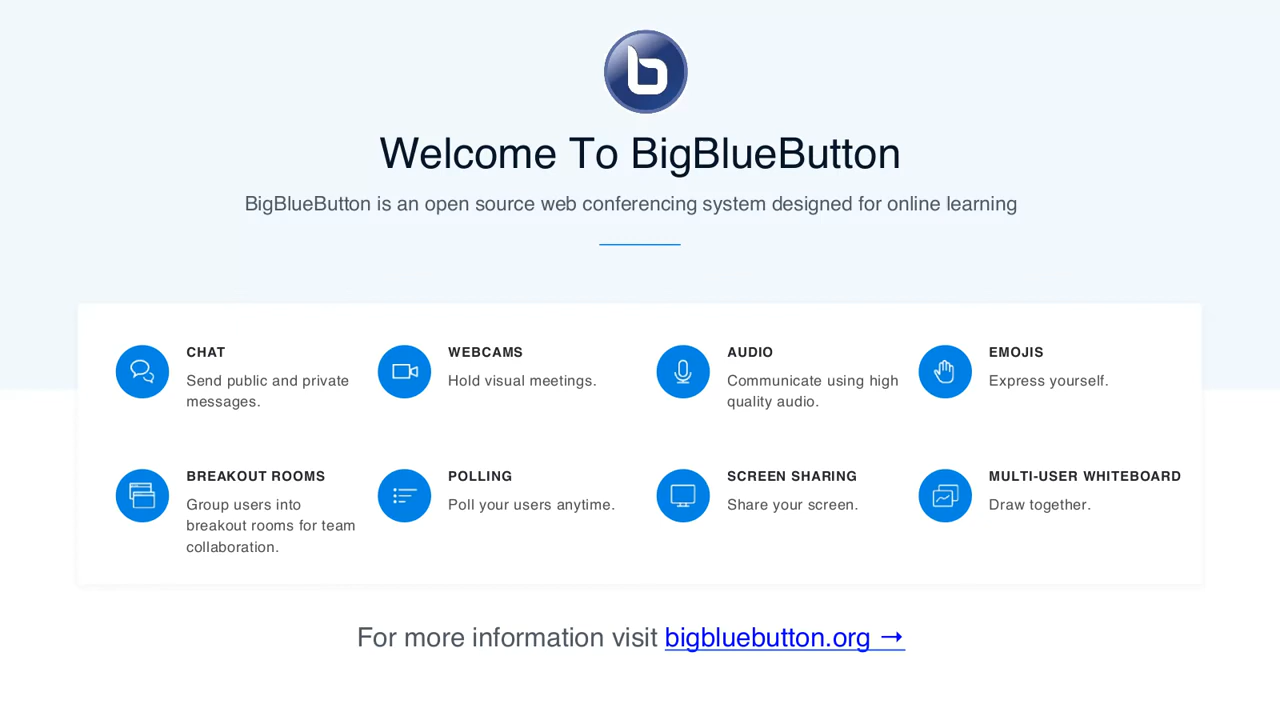 Welcome To BigBlueButton
BigBlueButton is an open source web conferencing system designed for online learning
CHAT
Send public and private
messages.
WEBCAMS
Hold visual meetings.
AUDIO
Communicate using high
quality audio.
EMOJIS
Express yourself.
BREAKOUT ROOMS
Group users into
breakout rooms for team
collaboration.
POLLING
Poll your users anytime.
SCREEN SHARING
Share your screen.
MULTI-USER WHITEBOARD
Draw together.
For more information visit bigbluebutton.org →